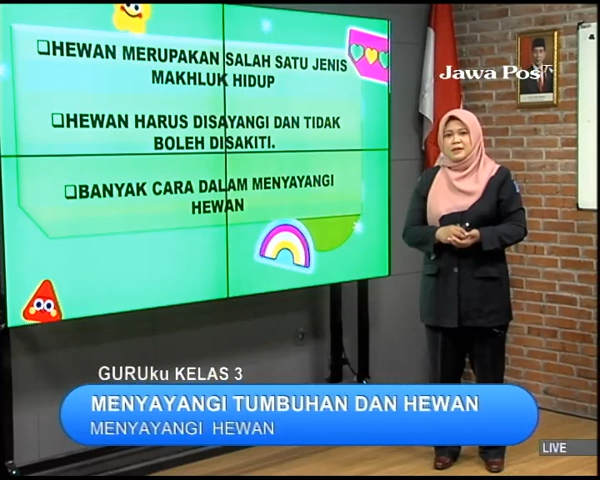 ❑HEWAN MERUPAKAN SALAH SATU JENIS
MAKHLUK HIDUP
❑HEWAN HARUS DISAYANGI DAN TIDAK
BOLEH DISAKITI.
❑BANYAK CARA DALAM MENYAYANGI
HEWAN
Jawa Pos TV
GURUku KELAS 3
MENYAYANGI TUMBUHAN DAN HEWAN
MENYAYANGI HEWAN
LIVE